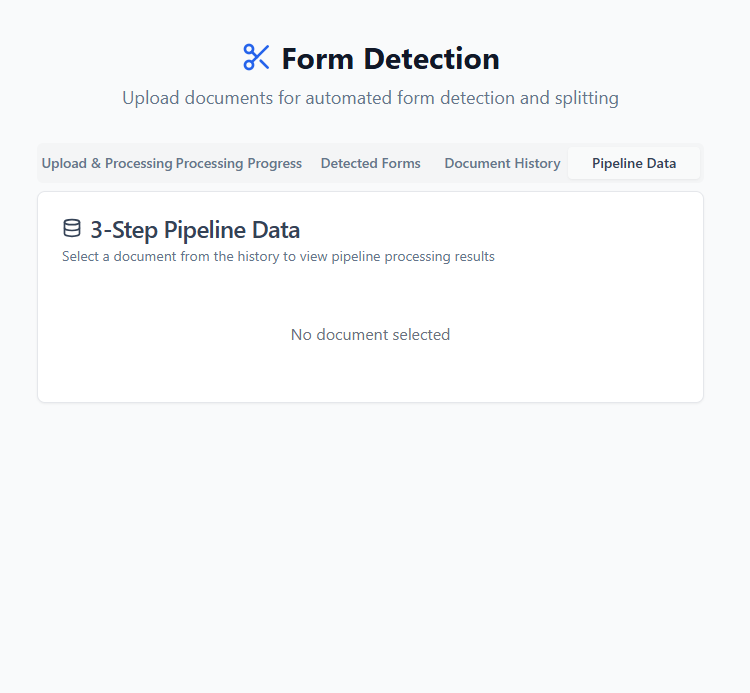 Form Detection
Upload documents for automated form detection and splitting
Upload & Processing Processing Progress Detected Forms Document History Pipeline Data
3-Step Pipeline Data
Select a document from the history to view pipeline processing results
No document selected